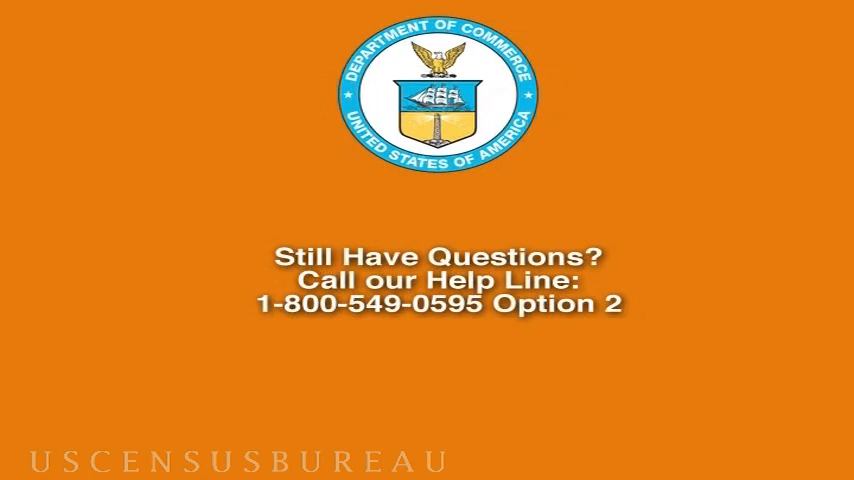 DEPARTMENT OF COMMERCE
UNITED STATES OF AMERICA
Still Have Questions?
Call our Help Line:
1-800-549-0595 Option 2
USCENSUSBUREAU